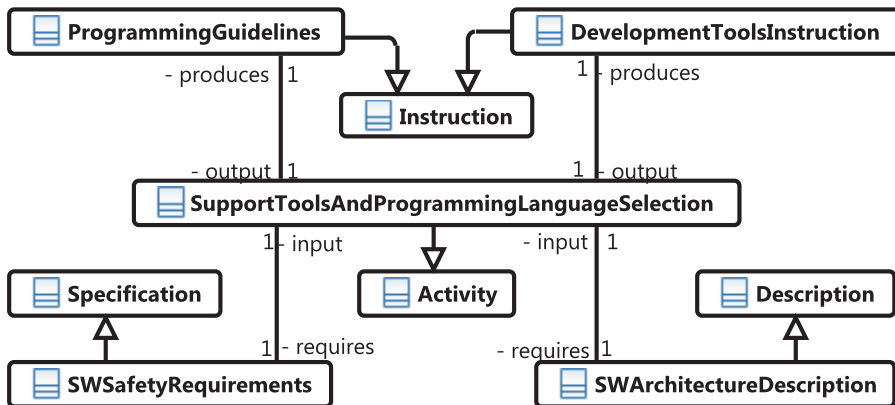 ProgrammingGuidelines
DevelopmentToolsInstruction
- produces 1
1 - produces
Instruction
- output 1
1 - output
SupportToolsAndProgrammingLanguageSelection
1 - input
- input 1
Specification
Activity
Description
1 - requires
- requires 1
SWSafetyRequirements
SWArchitectureDescription